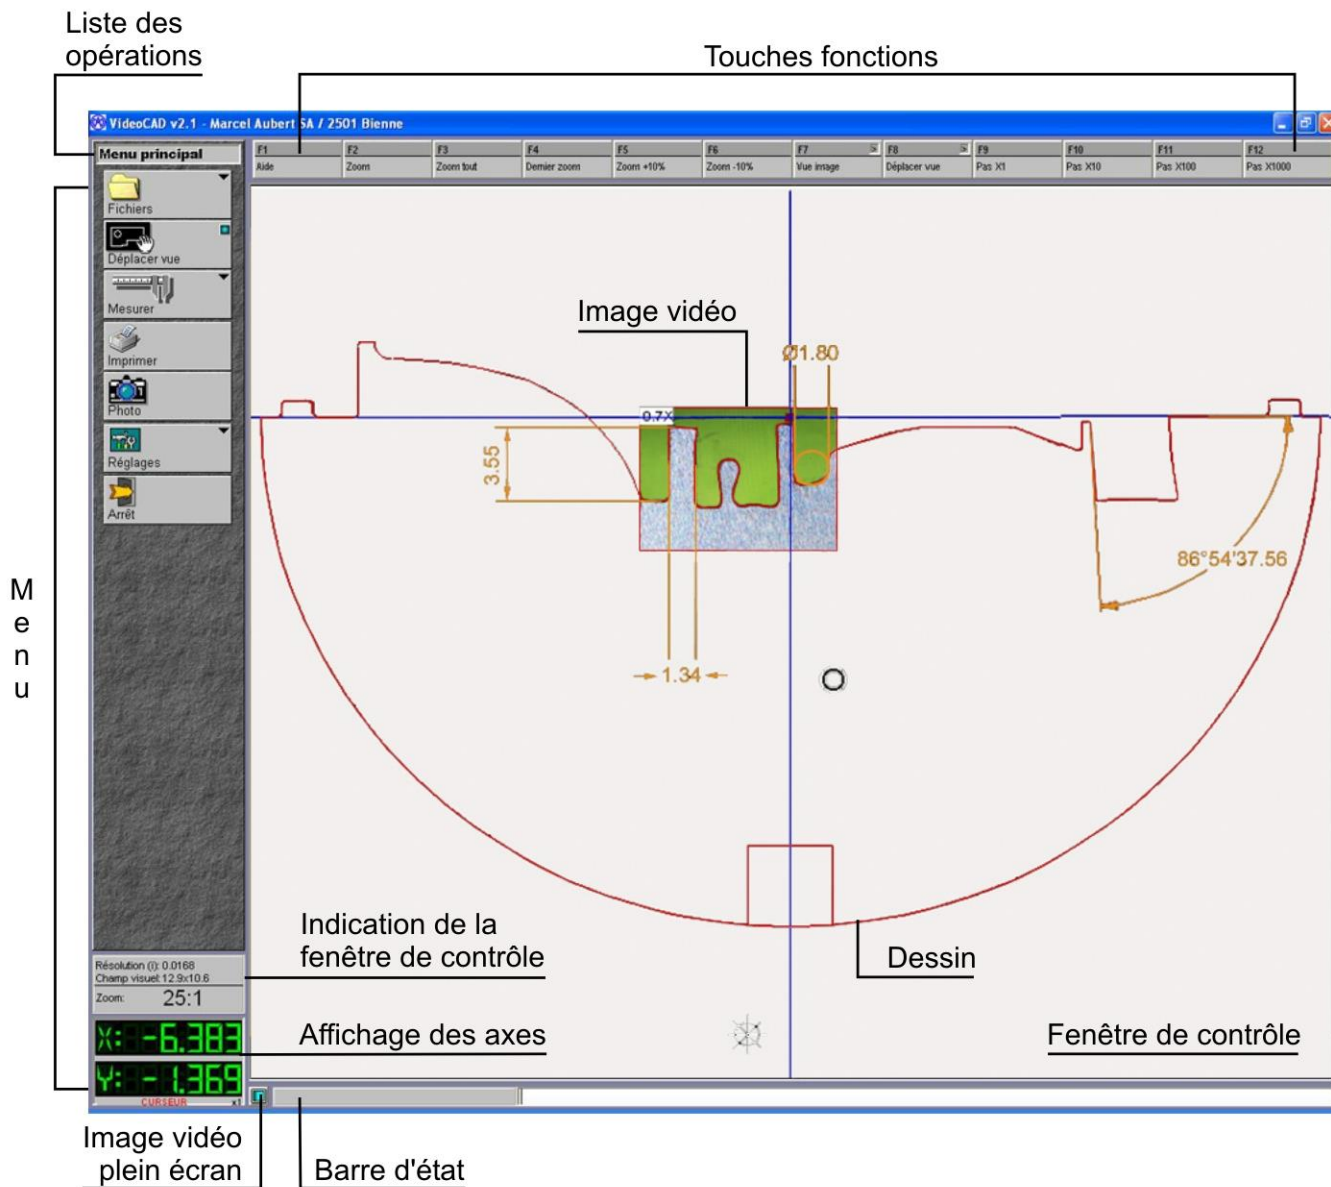 Liste des
opérations
Touches fonctions
VideoCAD v2.1 - Marcel Aubert SA / 2501 Bienne
Menu principal
F1 F2 F3 F4 F5 F6 F7 F8 F9 F10 F11 F12
Aide Zoom Zoom tout Dernier zoom Zoom +10% Zoom -10% Vue image Déplacer vue Pas X1 Pas X10 Pas X100 Pas X1000
Fichiers
Déplacer vue
Mesurer
Imprimer
Photo
Réglages
Arrêt
Image vidéo
Ø1.80
0.7X
3.55
86°54'37.56
1.34
Menu
Indication de la
fenêtre de contrôle
Dessin
Résolution (i): 0.0168
Champ visuel: 12.9x10.6
Zoom: 25:1
X: -6.383
Affichage des axes
Fenêtre de contrôle
Y: -1.369
CURSEUR x1
Image vidéo
plein écran
Barre d'état